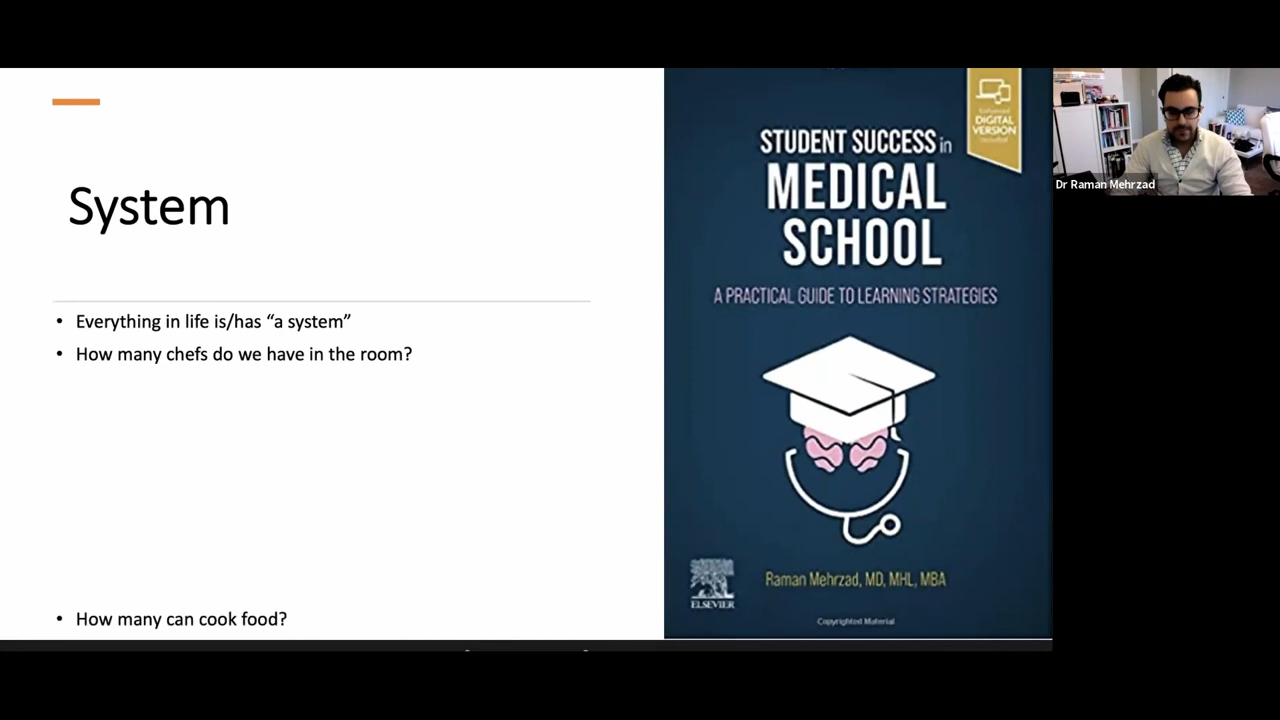 System
• Everything in life is/has “a system”
• How many chefs do we have in the room?
• How many can cook food?
Enhanced
DIGITAL
VERSION
Included
STUDENT SUCCESS in
MEDICAL
SCHOOL
A PRACTICAL GUIDE TO LEARNING STRATEGIES
ELSEVIER
Raman Mehrzad, MD, MHL, MBA
Copyrighted Material
Dr Raman Mehrzad